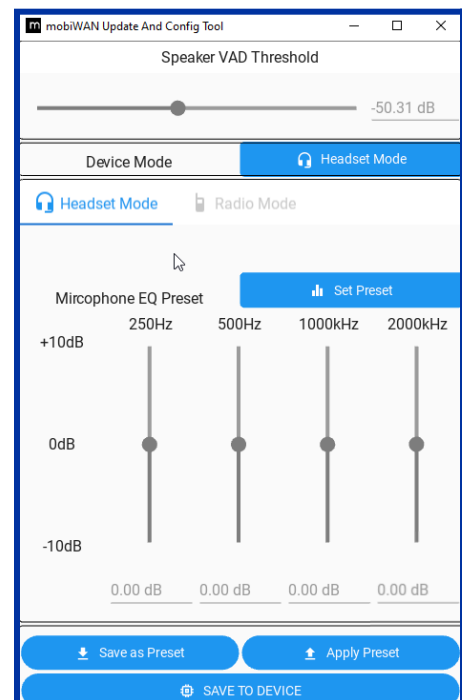 m mobiWAN Update And Config Tool
Speaker VAD Threshold
-50.31 dB
Device Mode
Headset Mode
Headset Mode
Radio Mode
Mircophone EQ Preset
Set Preset
250Hz 500Hz 1000kHz 2000kHz
+10dB
0dB
-10dB
0.00 dB 0.00 dB 0.00 dB 0.00 dB
Save as Preset
Apply Preset
SAVE TO DEVICE